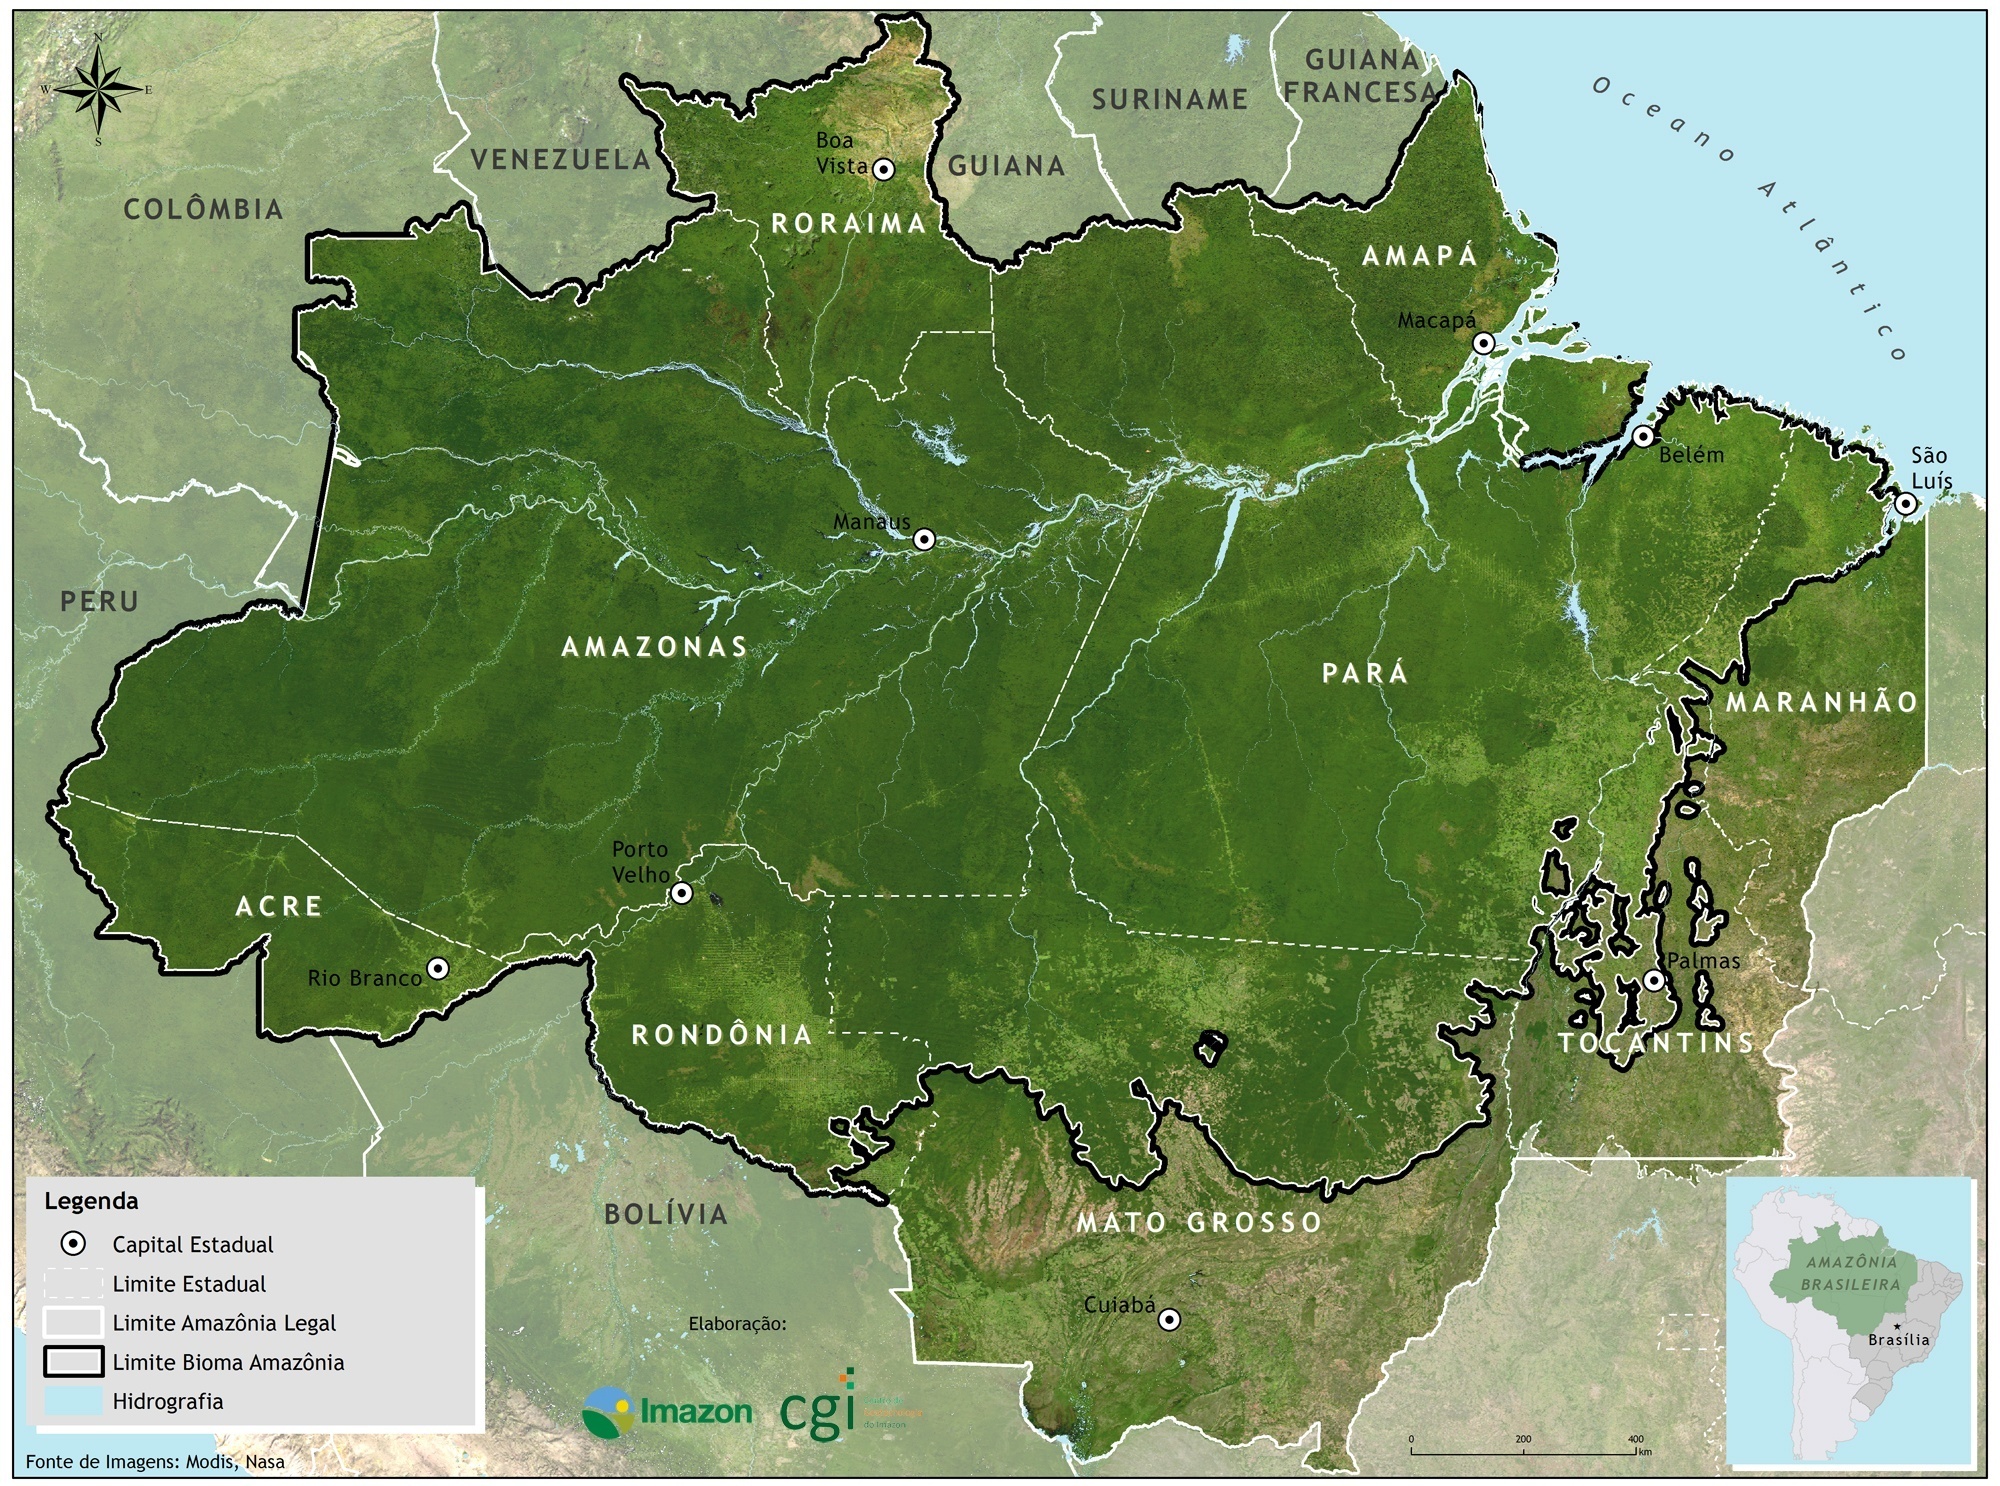 N
W
E
S
GUIANA
FRANCESA
SURINAME
Oceano Atlântico
VENEZUELA
GUIANA
COLÔMBIA
Boa
Vista
RORAIMA
AMAPÁ
Macapá
Belém
São
Luís
Manaus
PERU
AMAZONAS
PARÁ
MARANHÃO
Porto
Velho
ACRE
Rio Branco
RONDÔNIA
Palmas
TOCANTINS
BOLÍVIA
MATO GROSSO
Cuiabá
Legenda
Capital Estadual
Limite Estadual
Limite Amazônia Legal
Limite Bioma Amazônia
Hidrografia
Fonte de Imagens: Modis, Nasa
Elaboração:
Imazon
cgi
do Imazon
0 200 400
km
AMAZÔNIA
BRASILEIRA
Brasília